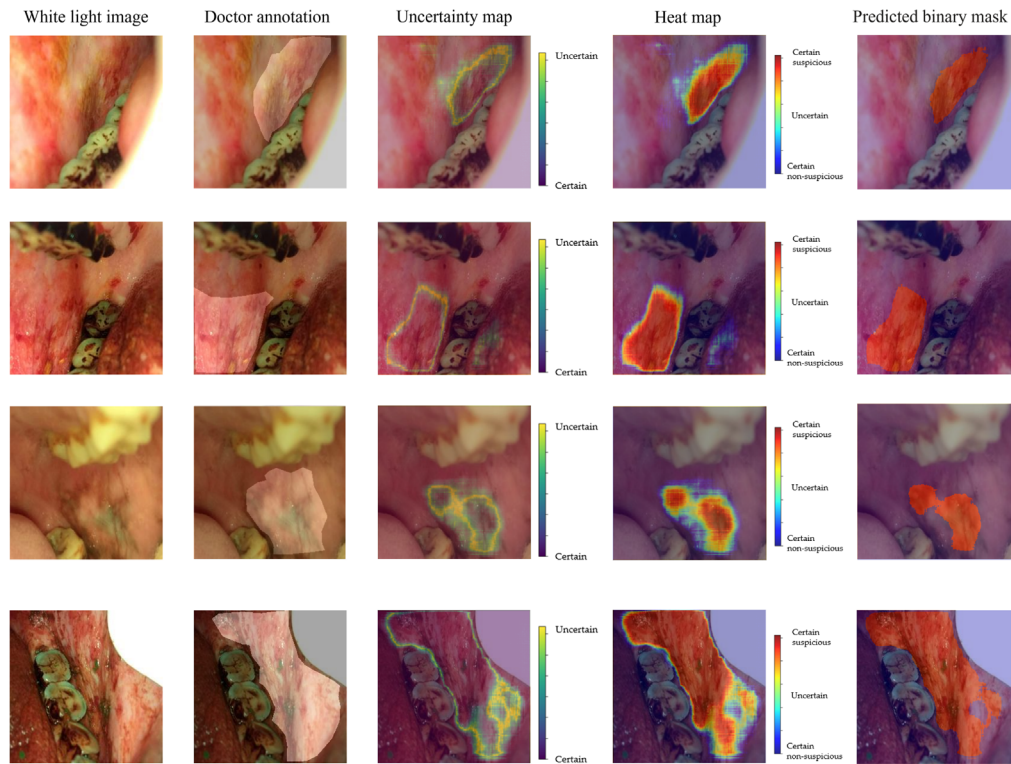 White light image
Doctor annotation
Uncertainty map
Heat map
Predicted binary mask
Uncertain
Certain
Certain
suspicious
Uncertain
Certain
non-suspicious
Uncertain
Certain
Certain
suspicious
Uncertain
Certain
non-suspicious
Uncertain
Certain
Certain
suspicious
Uncertain
Certain
non-suspicious
Uncertain
Certain
Certain
suspicious
Uncertain
Certain
non-suspicious